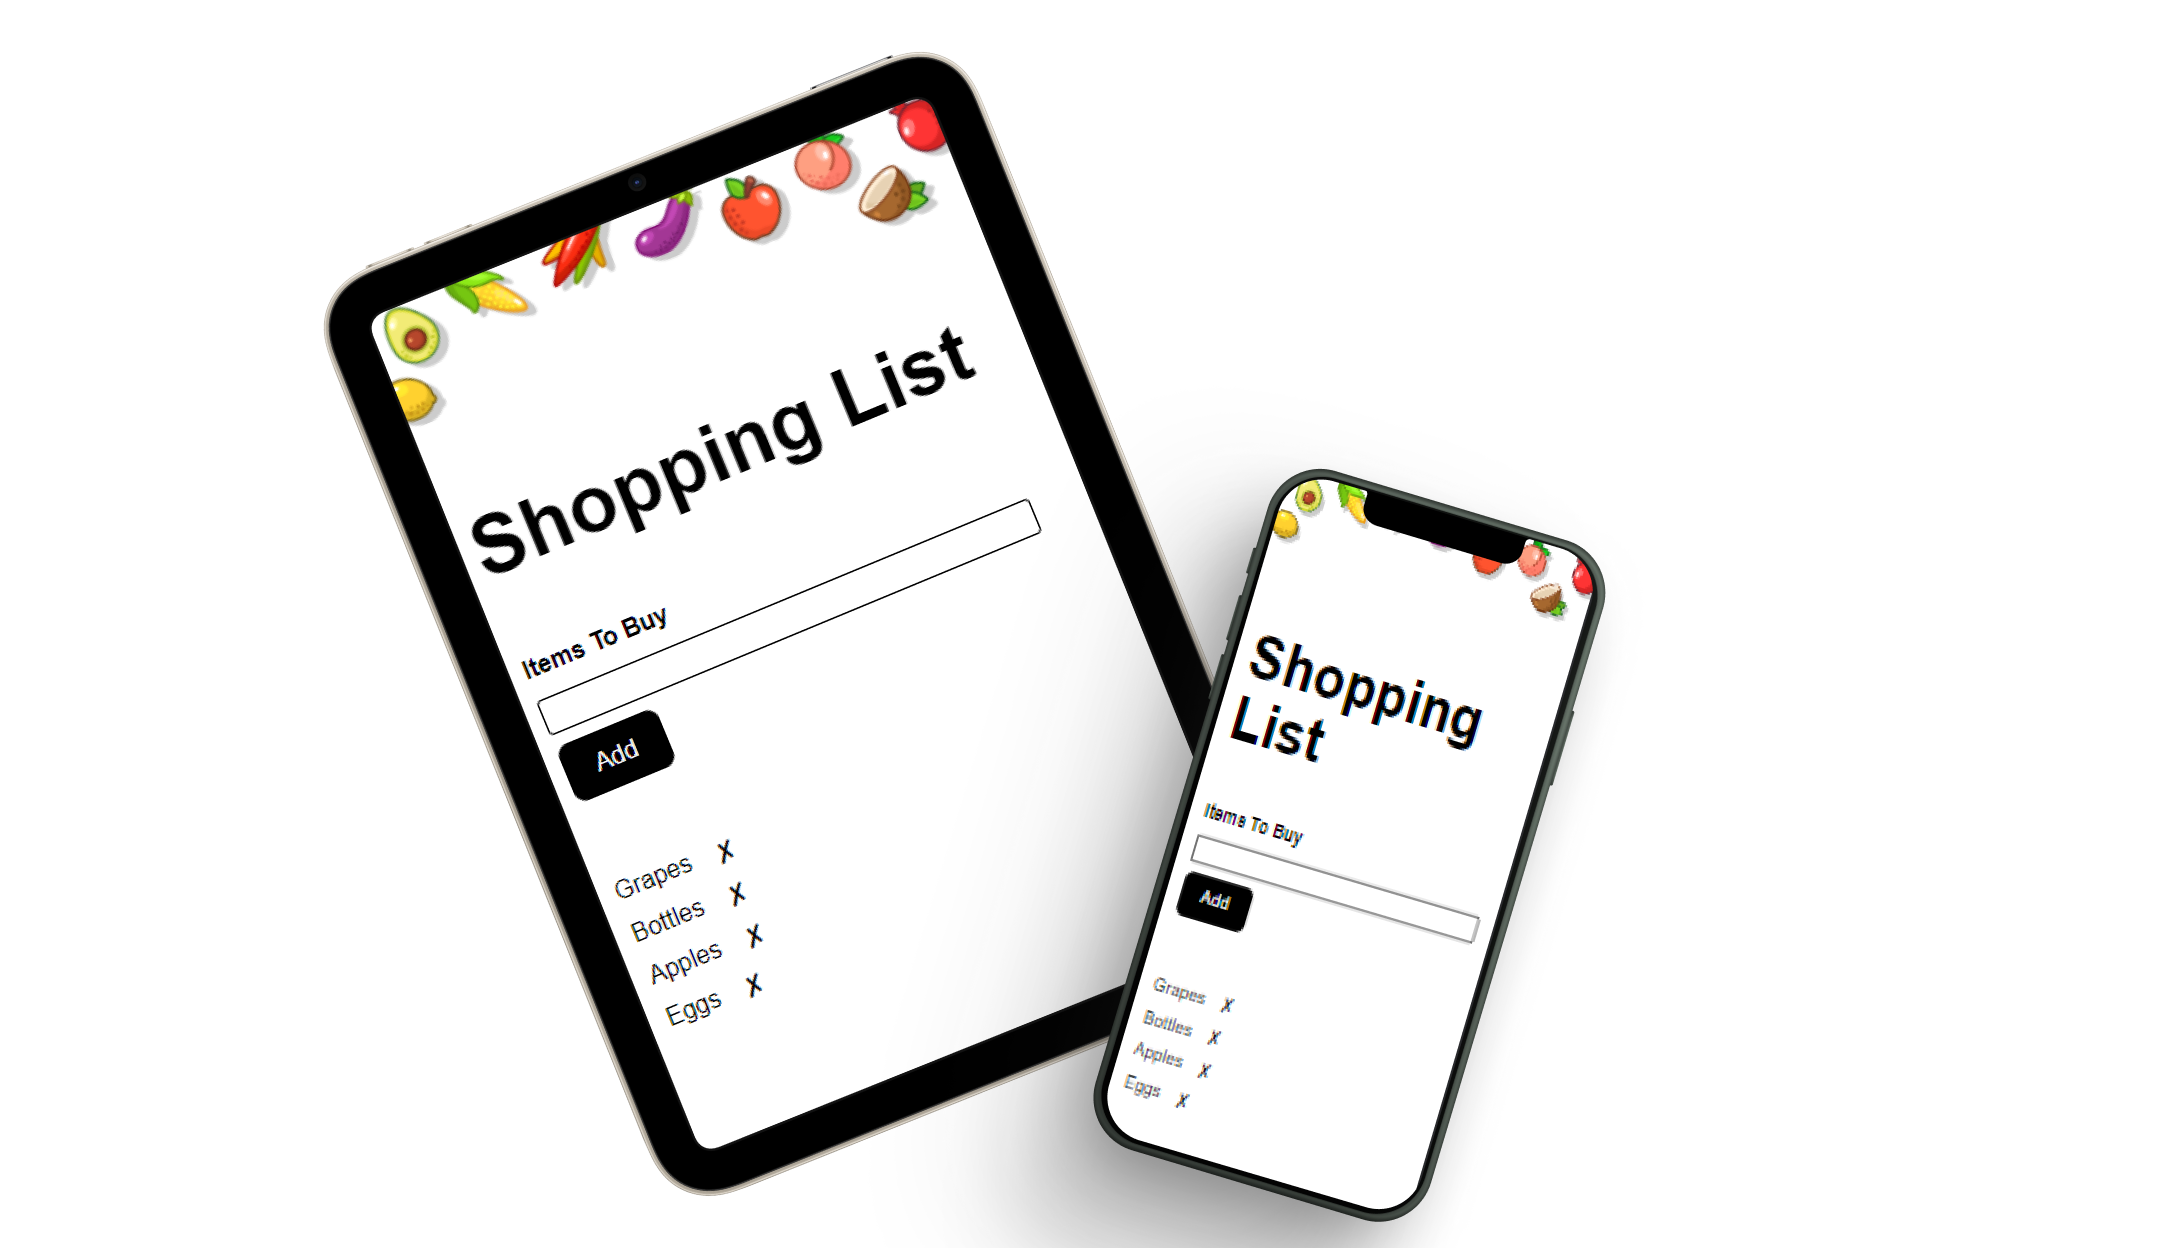 Shopping List
Items To Buy
Add
Grapes X
Bottles X
Apples X
Eggs X
Shopping
List
Items To Buy
Add
Grapes X
Bottles X
Apples X
Eggs X